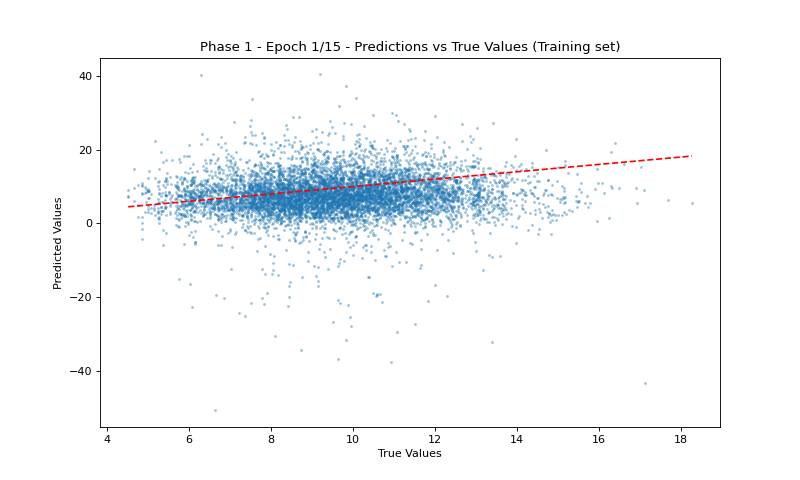 Phase 1 - Epoch 1/15 - Predictions vs True Values (Training set)
40
20
0
−20
−40
Predicted Values
4 6 8 10 12 14 16 18
True Values